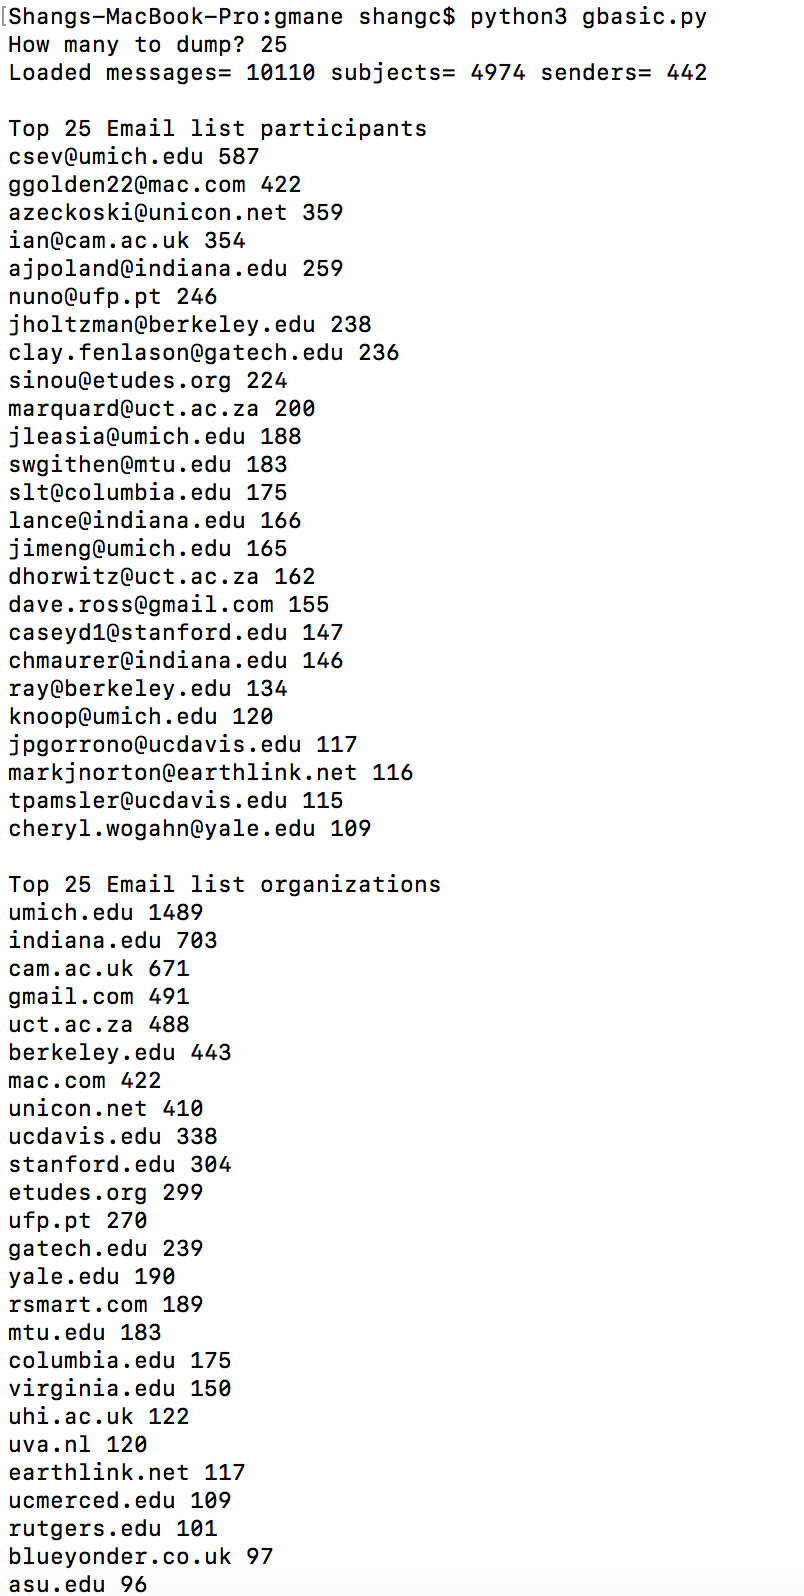 [Shangs-MacBook-Pro:gmane shangc$ python3 gbasic.py
How many to dump? 25
Loaded messages= 10110 subjects= 4974 senders= 442

Top 25 Email list participants
csev@umich.edu 587
ggolden22@mac.com 422
azeckoski@unicon.net 359
ian@cam.ac.uk 354
ajpoland@indiana.edu 259
nuno@ufp.pt 246
jholtzman@berkeley.edu 238
clay.fenlason@gatech.edu 236
sinou@etudes.org 224
marquard@uct.ac.za 200
jleasia@umich.edu 188
swgithen@mtu.edu 183
slt@columbia.edu 175
lance@indiana.edu 166
jimeng@umich.edu 165
dhorwitz@uct.ac.za 162
dave.ross@gmail.com 155
caseyd1@stanford.edu 147
chmaurer@indiana.edu 146
ray@berkeley.edu 134
knoop@umich.edu 120
jpgorrono@ucdavis.edu 117
markjnorton@earthlink.net 116
tpamsler@ucdavis.edu 115
cheryl.wogahn@yale.edu 109

Top 25 Email list organizations
umich.edu 1489
indiana.edu 703
cam.ac.uk 671
gmail.com 491
uct.ac.za 488
berkeley.edu 443
mac.com 422
unicon.net 410
ucdavis.edu 338
stanford.edu 304
etudes.org 299
ufp.pt 270
gatech.edu 239
yale.edu 190
rsmart.com 189
mtu.edu 183
columbia.edu 175
virginia.edu 150
uhi.ac.uk 122
uva.nl 120
earthlink.net 117
ucmerced.edu 109
rutgers.edu 101
blueyonder.co.uk 97
asu.edu 96